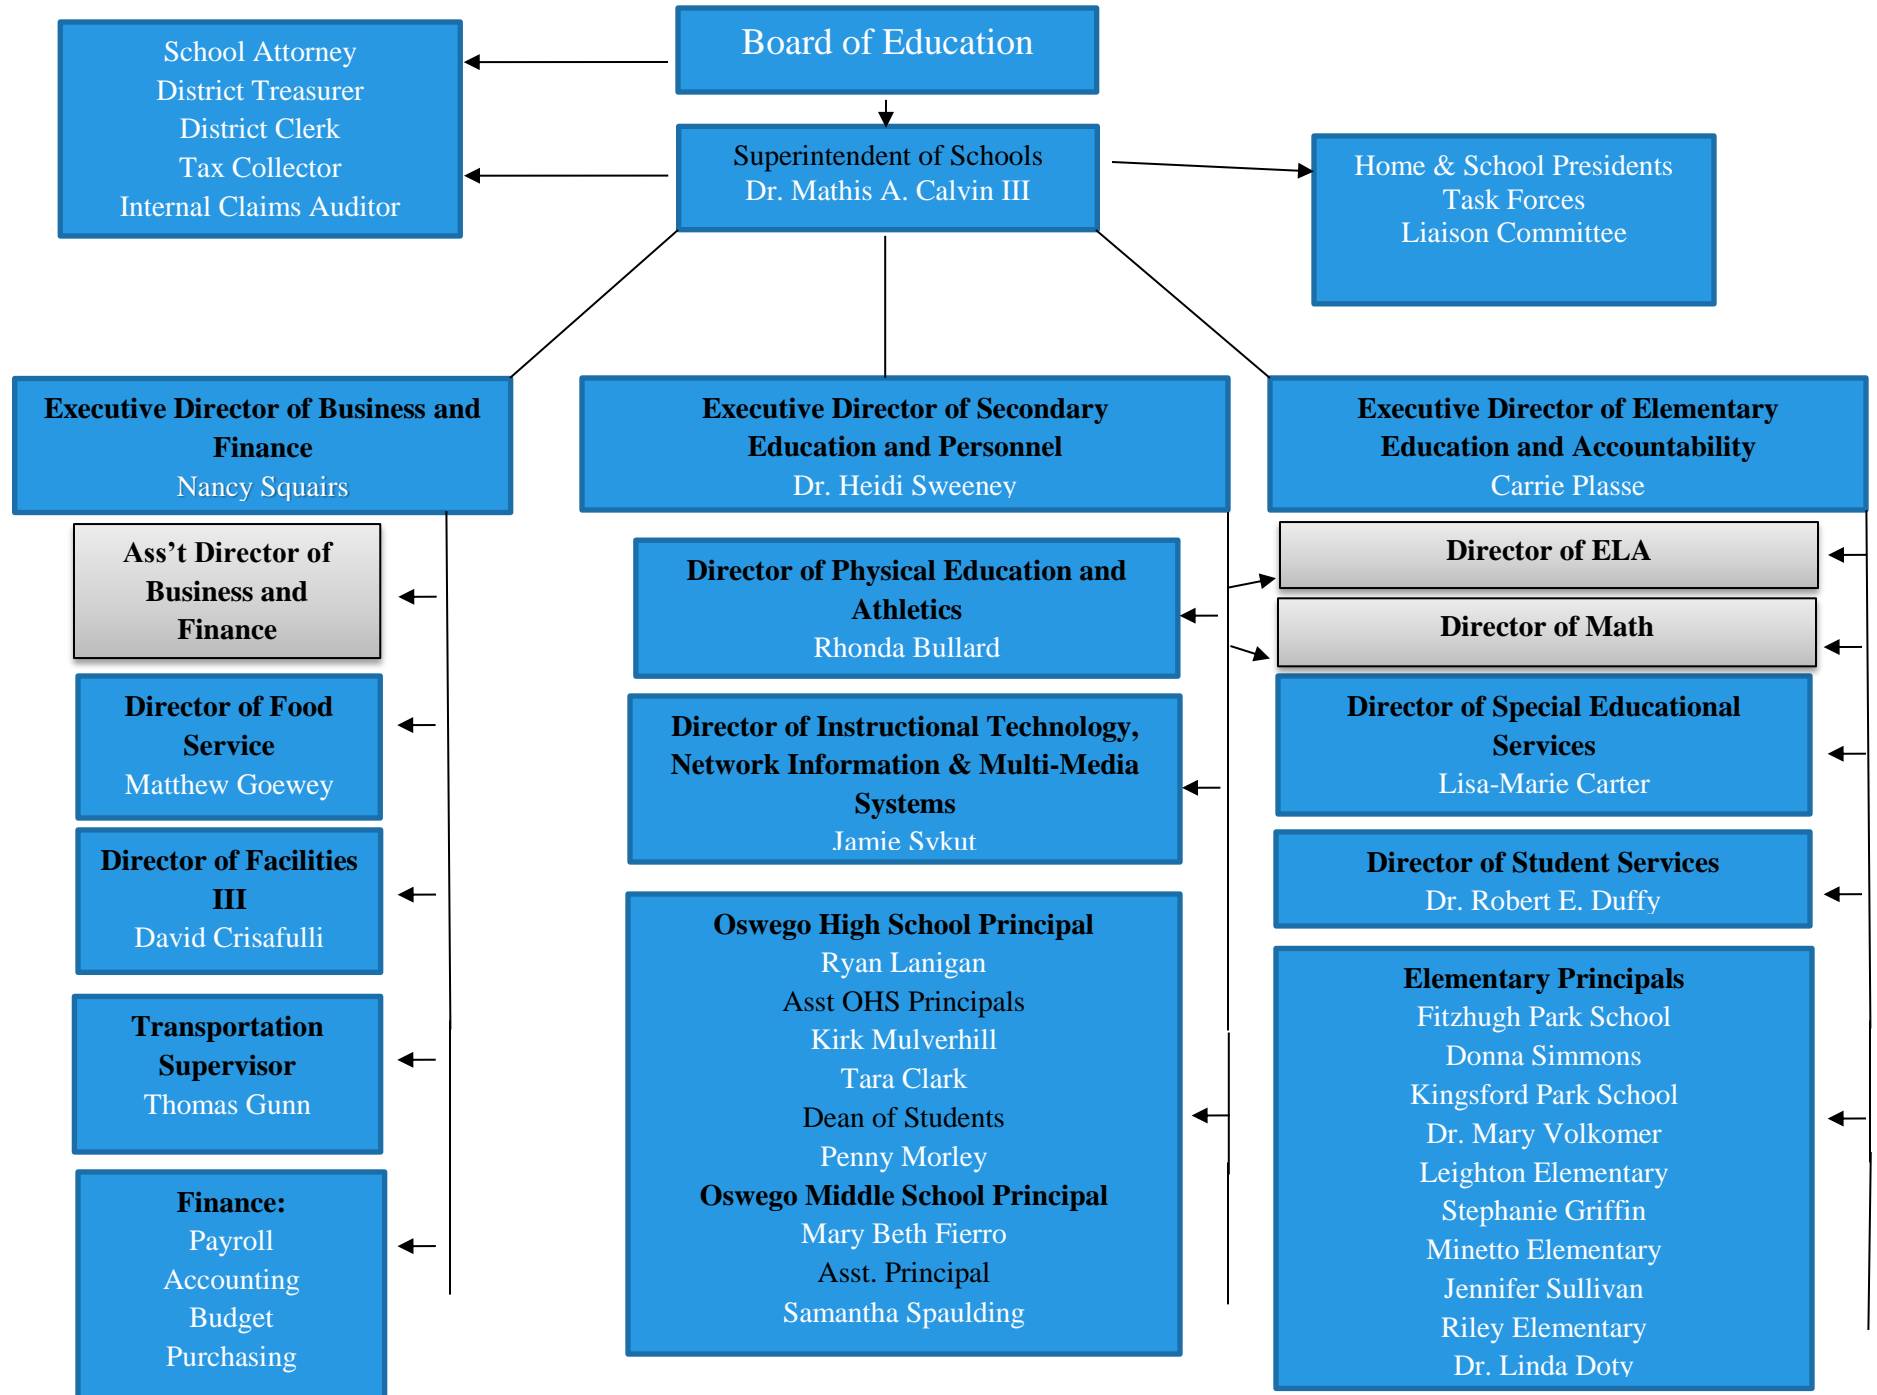 School Attorney
District Treasurer
District Clerk
Tax Collector
Internal Claims Auditor
Board of Education
Superintendent of Schools
Dr. Mathis A. Calvin III
Home & School Presidents
Task Forces
Liaison Committee
Executive Director of Business and
Finance
Nancy Squairs
Executive Director of Secondary
Education and Personnel
Dr. Heidi Sweeney
Executive Director of Elementary
Education and Accountability
Carrie Plasse
Ass’t Director of
Business and
Finance
Director of Food
Service
Matthew Goewey
Director of Facilities
III
David Crisafulli
Transportation
Supervisor
Thomas Gunn
Finance:
Payroll
Accounting
Budget
Purchasing
Director of Physical Education and
Athletics
Rhonda Bullard
Director of Instructional Technology,
Network Information & Multi-Media
Systems
Jamie Sykut
Oswego High School Principal
Ryan Lanigan
Asst OHS Principals
Kirk Mulverhill
Tara Clark
Dean of Students
Penny Morley
Oswego Middle School Principal
Mary Beth Fierro
Asst. Principal
Samantha Spaulding
Director of ELA
Director of Math
Director of Special Educational
Services
Lisa-Marie Carter
Director of Student Services
Dr. Robert E. Duffy
Elementary Principals
Fitzhugh Park School
Donna Simmons
Kingsford Park School
Dr. Mary Volkomer
Leighton Elementary
Stephanie Griffin
Minetto Elementary
Jennifer Sullivan
Riley Elementary
Dr. Linda Doty